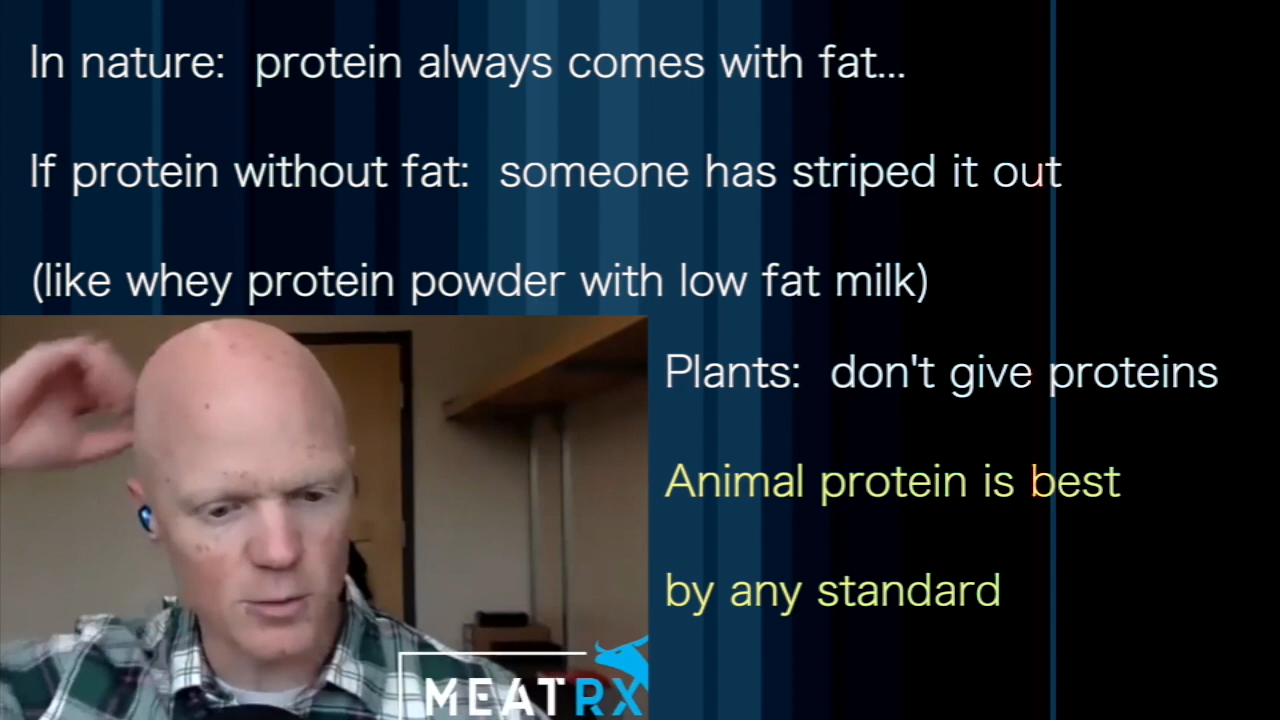 In nature:  protein always comes with fat...
If protein without fat:  someone has striped it out
(like whey protein powder with low fat milk)
Plants:  don't give proteins
Animal protein is best
by any standard
MEATRX